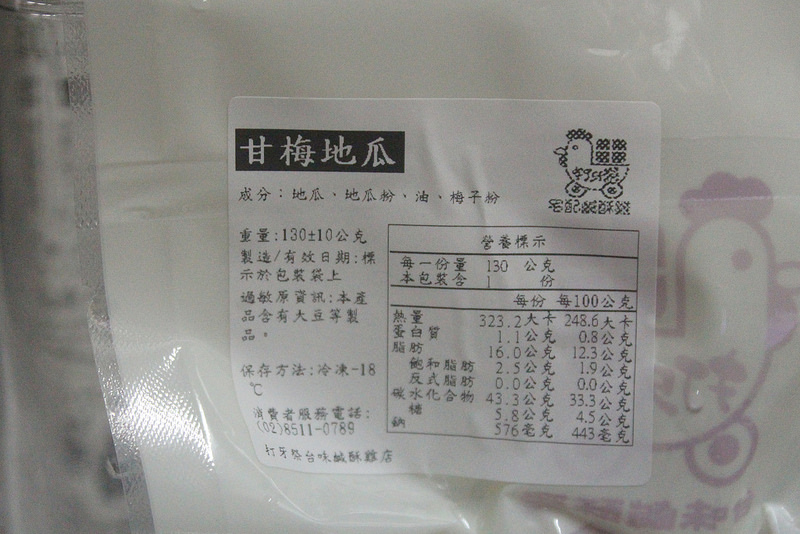 甘梅地瓜
成分：地瓜、地瓜粉、油、梅子粉
重量:130±10公克
製造/有效日期:標
示於包裝袋上
過敏原資訊:本產
品含有大豆等製
品。
保存方法:冷凍-18
℃
消費者服務電話:
(02)8511-0789
打牙祭台味鹹酥雞店
營養標示
每一份量 130 公克
本包裝含 1 份
每份 每100公克
熱量 323.2大卡 248.6大卡
蛋白質 1.1公克 0.8公克
脂肪 16.0公克 12.3公克
飽和脂肪 2.5公克 1.9公克
反式脂肪 0.0公克 0.0公克
碳水化合物 43.3公克 33.3公克
糖 5.8公克 4.5公克
鈉 576毫克 443毫克